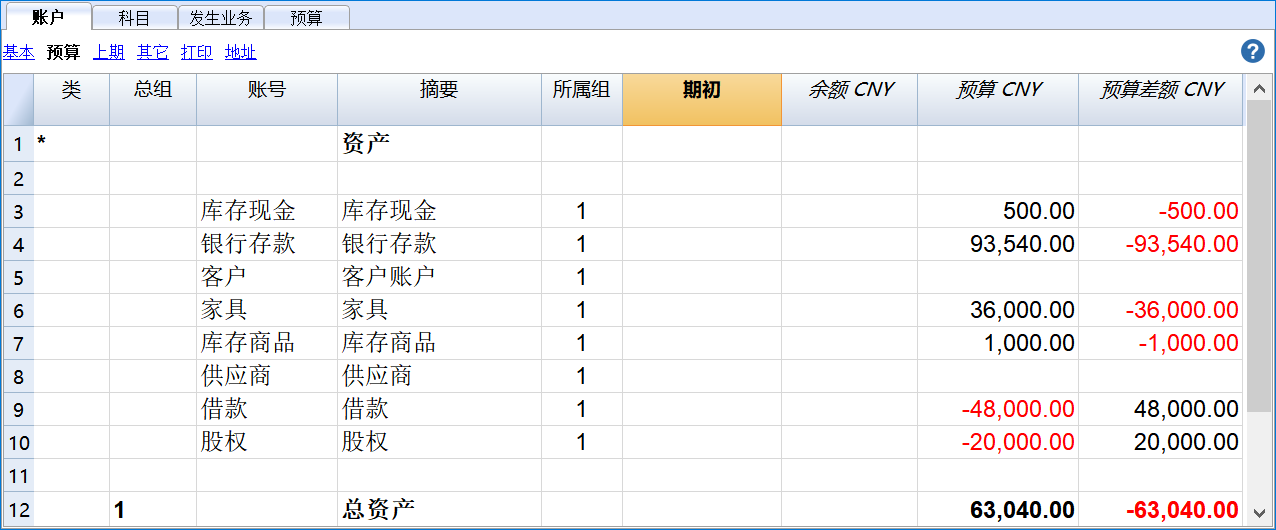 账户 科目 发生业务 预算
基本 预算 上期 其它 打印 地址 ?
类 总组 账号 摘要 所属组 期初 余额 CNY 预算 CNY 预算差额 CNY
1 * 资产
2
3 库存现金 库存现金 1 500.00 -500.00
4 银行存款 银行存款 1 93,540.00 -93,540.00
5 客户 客户账户 1
6 家具 家具 1 36,000.00 -36,000.00
7 库存商品 库存商品 1 1,000.00 -1,000.00
8 供应商 供应商 1
9 借款 借款 1 -48,000.00 48,000.00
10 股权 股权 1 -20,000.00 20,000.00
11
12 1 总资产 63,040.00 -63,040.00